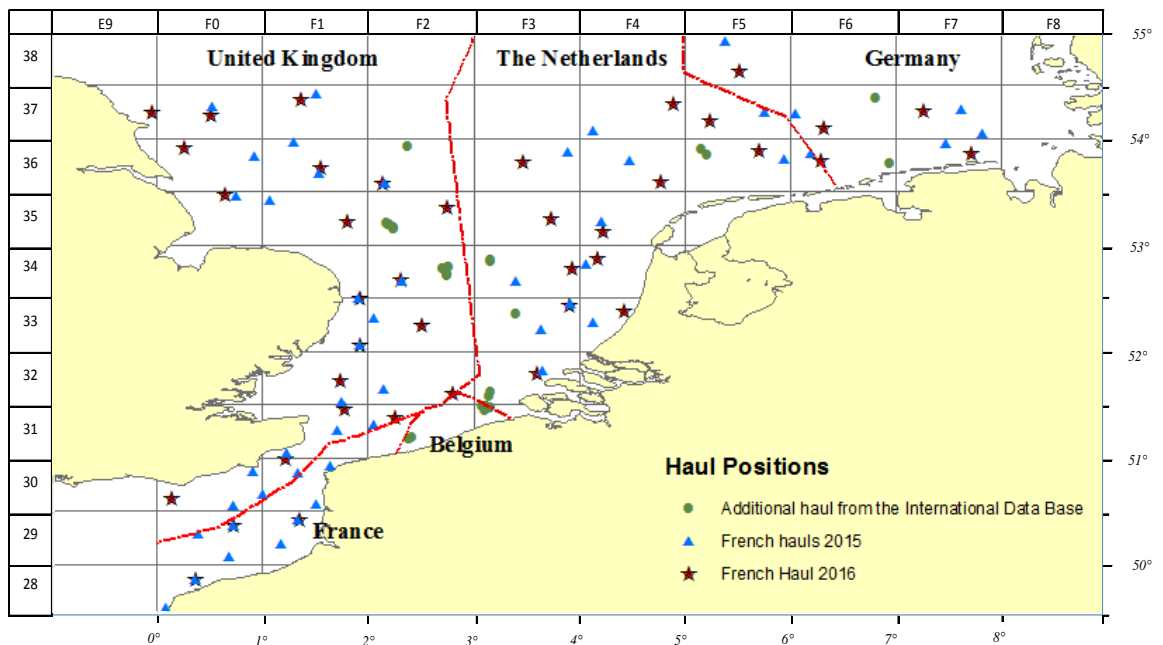 E9 F0 F1 F2 F3 F4 F5 F6 F7 F8
55°
38
United Kingdom The Netherlands Germany
37
54°
36
35
53°
34
33
52°
32
31
Belgium
51°
30
Haul Positions
Additional haul from the International Data Base
29
France
French hauls 2015
50°
28
French Haul 2016
0° 1° 2° 3° 4° 5° 6° 7° 8°